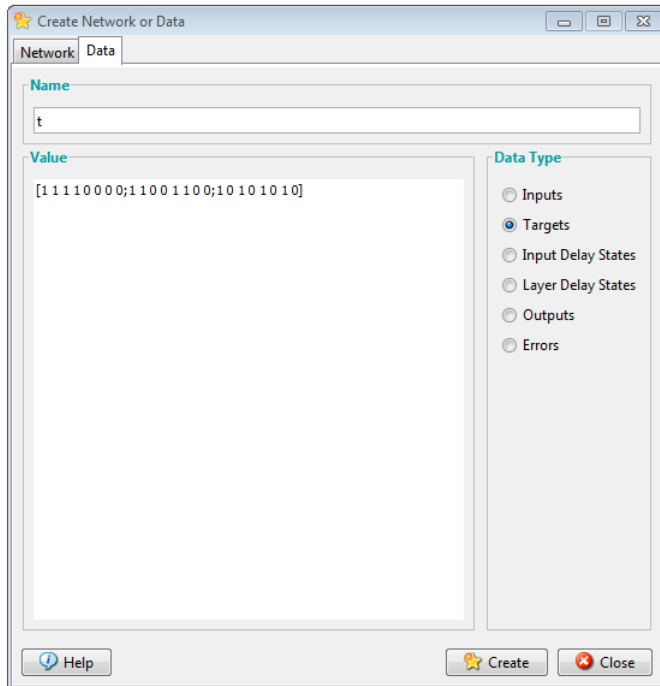 Create Network or Data
Network Data
Name
t
Value
[1 1 1 1 0 0 0 0;1 1 0 0 1 1 0 0;1 0 1 0 1 0 1 0]
Data Type
Inputs
Targets
Input Delay States
Layer Delay States
Outputs
Errors
Help
Create
Close